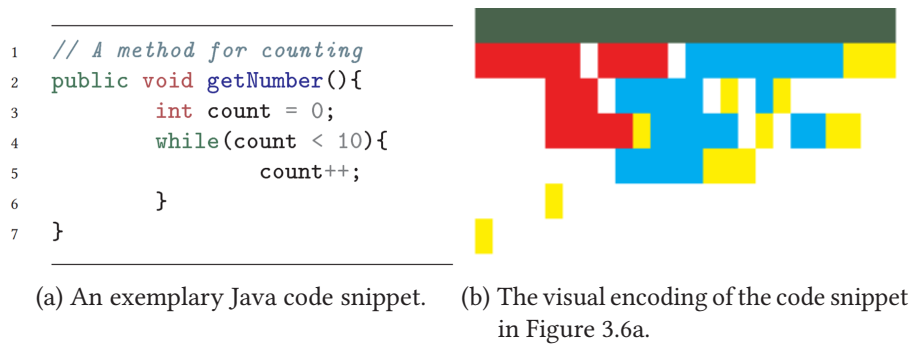 1 // A method for counting
2 public void getNumber(){
3 int count = 0;
4 while(count < 10){
5 count++;
6 }
7 }
(a) An exemplary Java code snippet.
(b) The visual encoding of the code snippet
in Figure 3.6a.